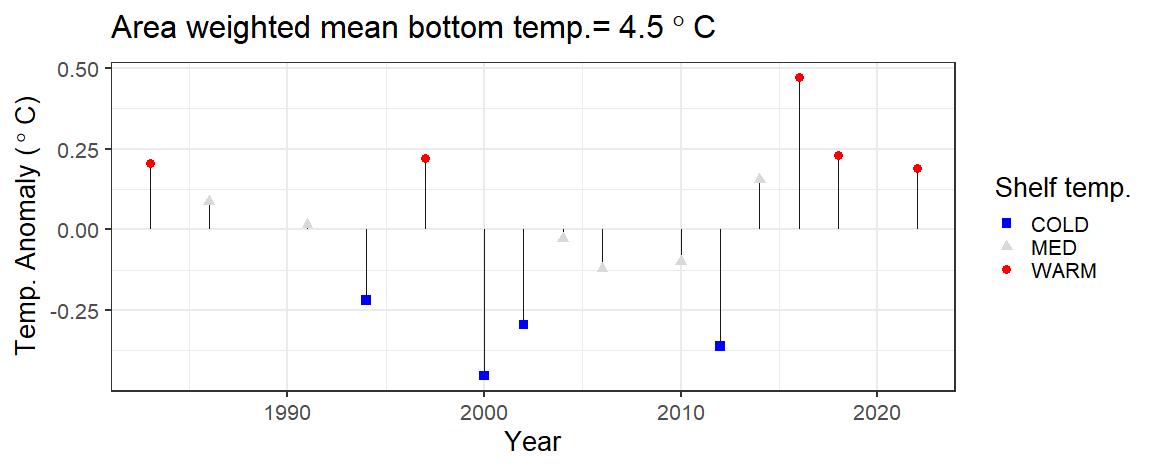 Area weighted mean bottom temp.= 4.5 ° C
Temp. Anomaly ( ° C)
0.50
0.25
0.00
-0.25
1990
2000
2010
2020
Year
Shelf temp.
COLD
MED
WARM